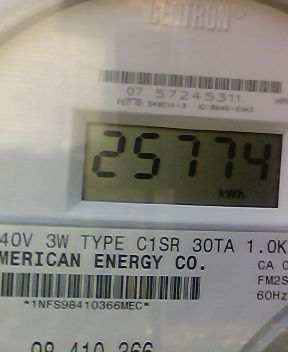 CENTRON®
07 57245311
25774
kWh
40V 3W TYPE C1SR 30TA 1.0K
MERICAN ENERGY CO.
CA 0
FM2S
60Hz
*1NFS98410366MEC*
98 410 366